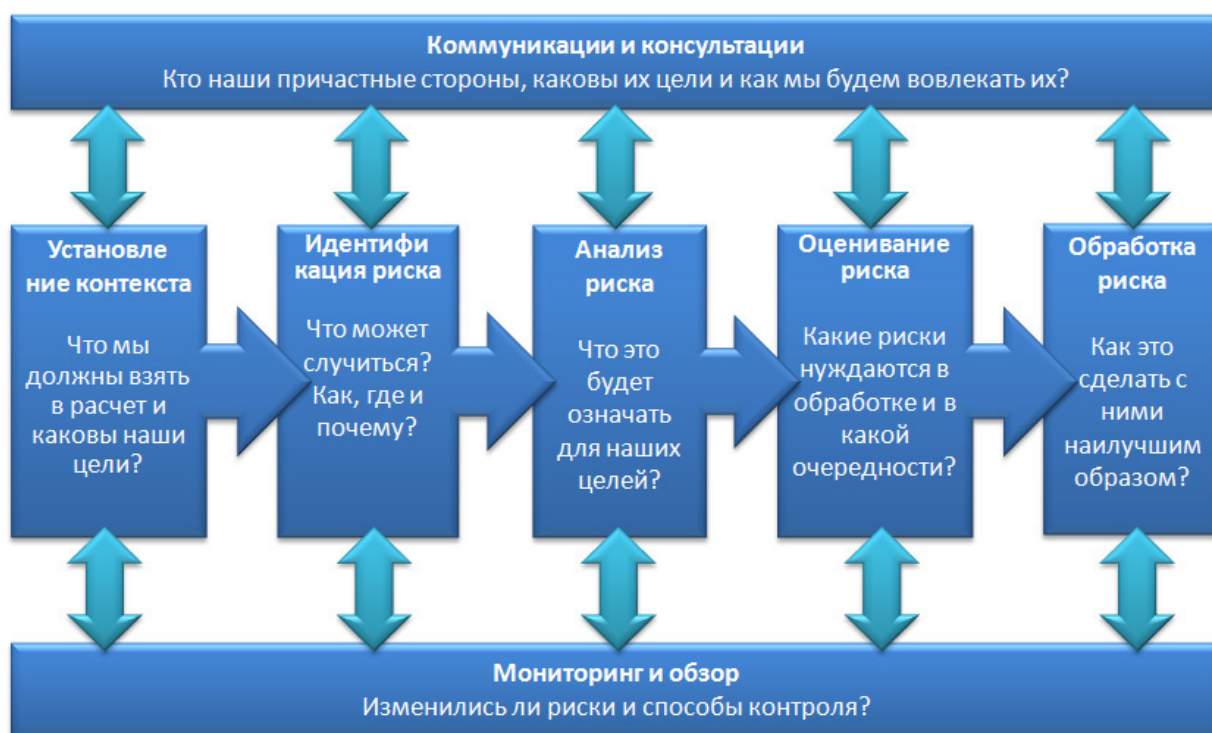 Коммуникации и консультации
Кто наши причастные стороны, каковы их цели и как мы будем вовлекать их?
Установле
ние контекста
Что мы
должны взять
в расчет и
каковы наши
цели?
Идентифи
кация риска
Что может
случиться?
Как, где и
почему?
Анализ
риска
Что это
будет
означать
для наших
целей?
Оценивание
риска
Какие риски
нуждаются в
обработке и в
какой
очередности?
Обработка
риска
Как это
сделать с
ними
наилучшим
образом?
Мониторинг и обзор
Изменились ли риски и способы контроля?